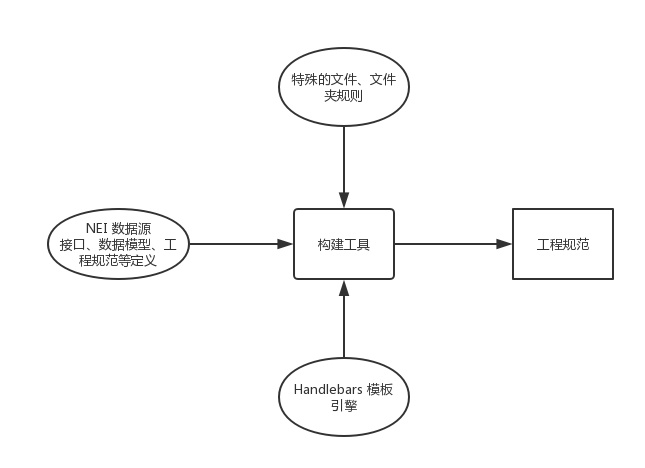 特殊的文件、文件
夹规则
NEI 数据源
接口、数据模型、工
程规范等定义
构建工具
工程规范
Handlebars 模板
引擎